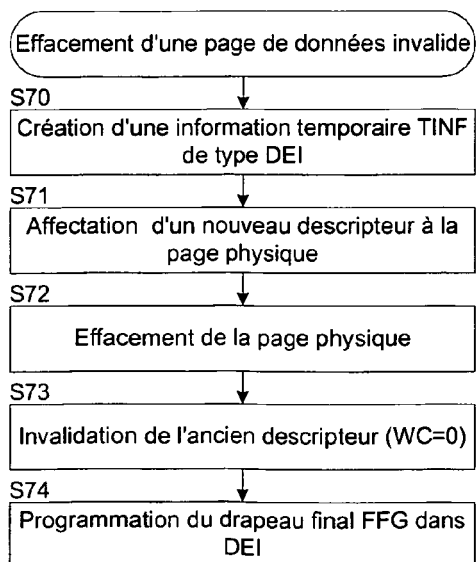 Effacement d'une page de données invalide
S70
Création d'une information temporaire TINF
de type DEI
S71
Affectation d'un nouveau descripteur à la
page physique
S72
Effacement de la page physique
S73
Invalidation de l'ancien descripteur (WC=0)
S74
Programmation du drapeau final FFG dans
DEI